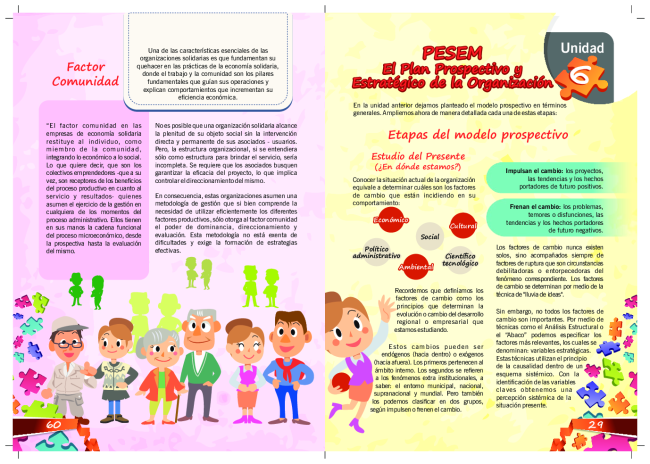 Factor
Comunidad
Una de las características esenciales de las
organizaciones solidarias es que fundamentan su
quehacer en las prácticas de la economía solidaria,
donde el trabajo y la comunidad son los pilares
fundamentales que guían sus operaciones y
explican comportamientos que incrementan su
eficiencia económica.
"El factor comunidad en las
empresas de economía solidaria
restituye al individuo, como
miembro de la comunidad,
integrando lo económico a lo social.
Lo que quiere decir, que son los
colectivos emprendedores -que a su
vez, son receptores de los beneficios
del proceso productivo en cuanto al
servicio y resultados- quienes
asumen el ejercicio de la gestión en
cualquiera de los momentos del
proceso administrativo. Ellos tienen
en sus manos la cadena funcional
del proceso microeconómico, desde
la prospectiva hasta la evaluación
del mismo.
No es posible que una organización solidaria alcance
la plenitud de su objeto social sin la intervención
directa y permanente de sus asociados - usuarios.
Pero, la estructura organizacional, si se entendiera
sólo como estructura para brindar el servicio, sería
incompleta. Se requiere que los asociados busquen
garantizar la eficacia del proyecto, lo que implica
controlar el direccionamiento del mismo.
En consecuencia, estas organizaciones asumen una
metodología de gestión que si bien comprende la
necesidad de utilizar eficientemente los diferentes
factores productivos, sólo otorga al factor comunidad
el poder de dominancia, direccionamiento y
evaluación. Esta metodología no está exenta de
dificultades y exige la formación de estrategias
efectivas.
60
PESEM
El Plan Prospectivo y
Estratégico de la Organización
Unidad
6
En la unidad anterior dejamos planteado el modelo prospectivo en términos
generales. Ampliemos ahora de manera detallada cada una de estas etapas:
Etapas del modelo prospectivo
Estudio del Presente
(¿En dónde estamos?)
Conocer la situación actual de la organización
equivale a determinar cuáles son los factores
de cambio que están incidiendo en su
comportamiento:
Económico
Cultural
Social
Político
administrativo
Científico
tecnológico
Ambiental
Recordemos que definíamos los
factores de cambio como los
principios que determinan la
evolución o cambio del desarrollo
regional o empresarial que
estamos estudiando.
Estos cambios pueden ser
endógenos (hacia dentro) o exógenos
(hacia afuera). Los primeros pertenecen al
ámbito interno. Los segundos se refieren
a los fenómenos extra institucionales, a
saber: el entorno municipal, nacional,
supranacional y mundial. Pero también
los podemos clasificar en dos grupos,
según impulsen o frenen el cambio.
Impulsan el cambio: los proyectos,
las tendencias y los hechos
portadores de futuro positivos.
Frenan el cambio: los problemas,
temores o disfunciones, las
tendencias y los hechos portadores
de futuro negativos.
Los factores de cambio nunca existen
solos, sino acompañados siempre de
factores de ruptura que son circunstancias
debilitadoras o entorpecedoras del
fenómeno correspondiente. Los factores
de cambio se determinan por medio de la
técnica de "lluvia de ideas".
Sin embargo, no todos los factores de
cambio son importantes. Por medio de
técnicas como el Análisis Estructural o
el "Ábaco" podemos especificar los
factores más relevantes, los cuales se
denominan: variables estratégicas.
Estas técnicas utilizan el principio
de la causalidad dentro de un
esquema sistémico. Con la
identificación de las variables
claves obtenemos una
percepción sistémica de la
situación presente.
29